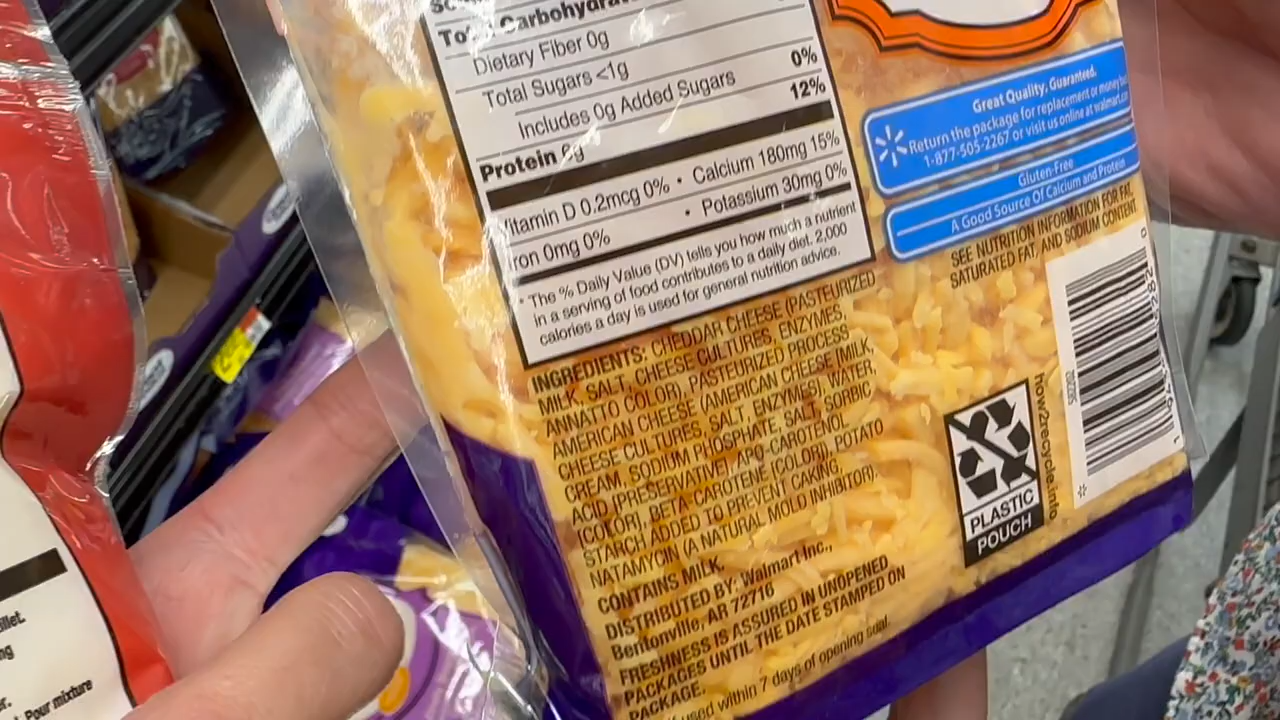 Dietary Fiber 0g
Total Sugars <1g
Includes 0g Added Sugars 0%
Protein 12%
Vitamin D 0.2mcg 0% • Calcium 180mg 15%
Iron 0mg 0% • Potassium 30mg 0%
* The % Daily Value (DV) tells you how much a nutrient
in a serving of food contributes to a daily diet. 2,000
calories a day is used for general nutrition advice.
INGREDIENTS: CHEDDAR CHEESE (PASTEURIZED
MILK, SALT, CHEESE CULTURES, ENZYMES,
ANNATTO COLOR), PASTEURIZED PROCESS
AMERICAN CHEESE (AMERICAN CHEESE [MILK,
CHEESE CULTURES, SALT, ENZYMES], WATER,
CREAM, SODIUM PHOSPHATE, SALT, SORBIC
ACID [PRESERVATIVE], APO-CAROTENOL
[COLOR], BETA CAROTENE [COLOR]), POTATO
STARCH ADDED TO PREVENT CAKING,
NATAMYCIN (A NATURAL MOLD INHIBITOR).
CONTAINS MILK.
DISTRIBUTED BY: Walmart Inc.,
Bentonville, AR 72716
FRESHNESS IS ASSURED IN UNOPENED
PACKAGES UNTIL THE DATE STAMPED ON
PACKAGE.
used within 7 days of opening seal.
Great Quality. Guaranteed.
Return the package for replacement or money
1-877-505-2267 or visit us online at walmart.
Gluten-Free
A Good Source Of Calcium and Protein
SEE NUTRITION INFORMATION FOR FAT,
SATURATED FAT, AND SODIUM CONTENT
how2recycle.info
PLASTIC
POUCH
Pour mixture